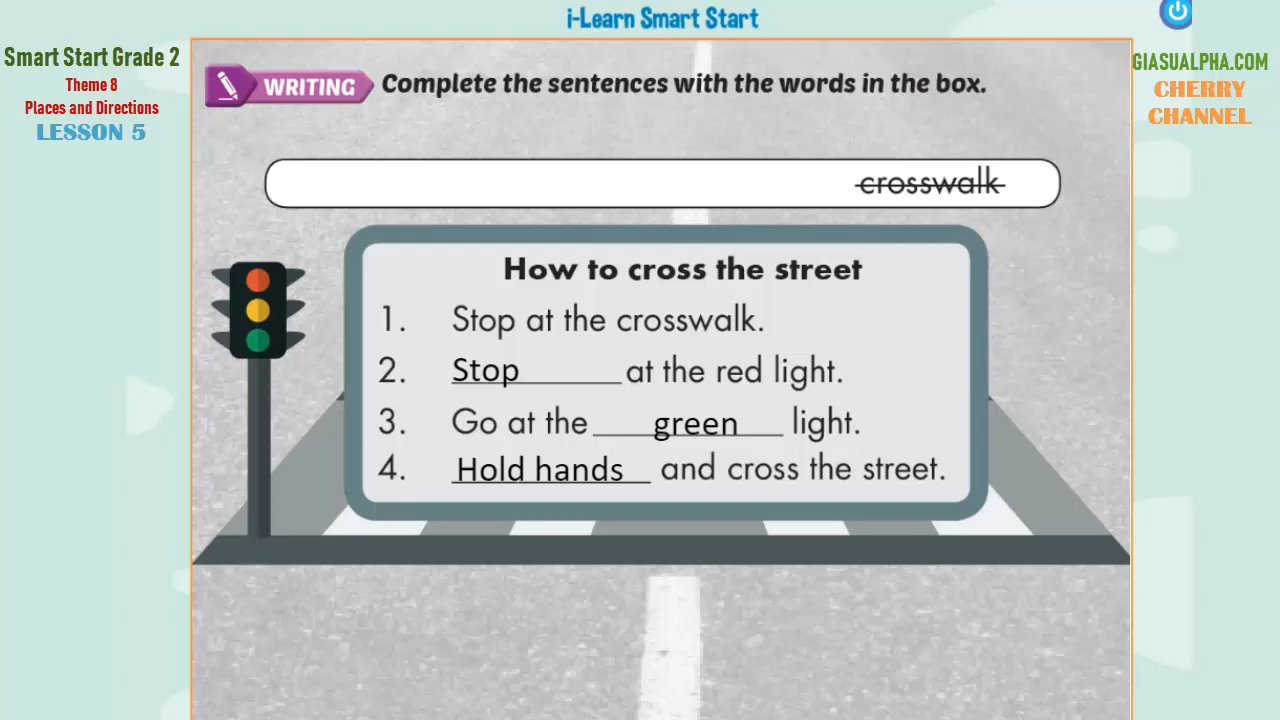 i-Learn Smart Start
Smart Start Grade 2
Theme 8
Places and Directions
LESSON 5
GIASUALPHA.COM
CHERRY
CHANNEL
WRITING Complete the sentences with the words in the box.
crosswalk
How to cross the street
1. Stop at the crosswalk.
2. Stop at the red light.
3. Go at the green light.
4. Hold hands and cross the street.